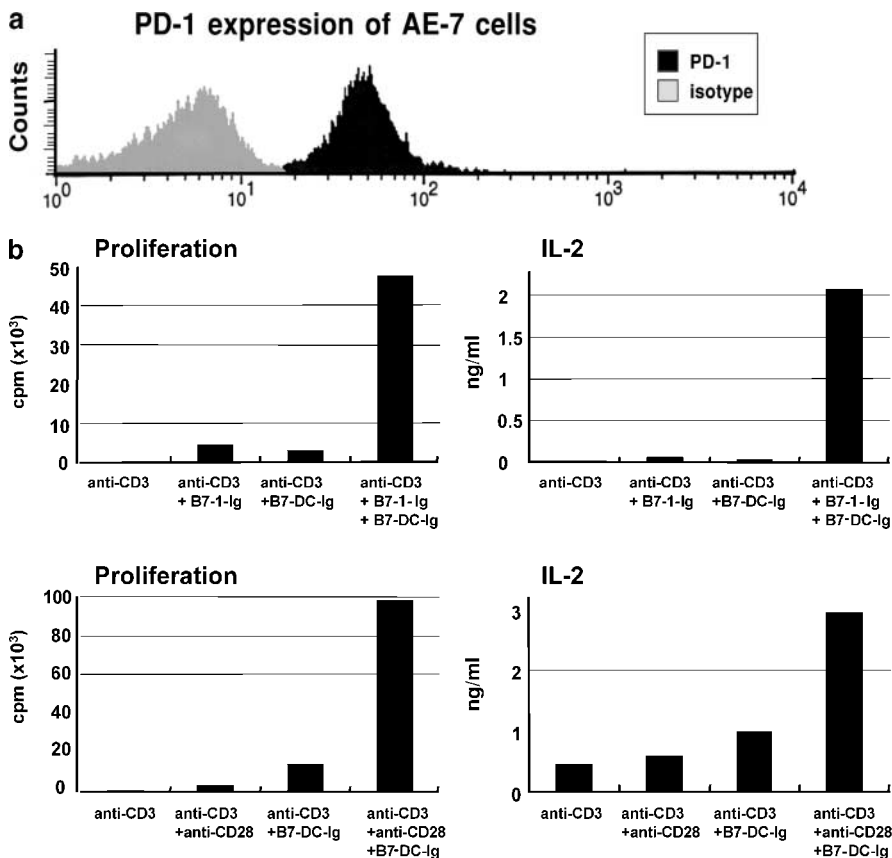 a
PD-1 expression of AE-7 cells
Counts
PD-1
isotype
10⁰ 10¹ 10² 10³ 10⁴
b
Proliferation
cpm (x10³)
50
40
30
20
10
0
anti-CD3
anti-CD3
+ B7-1-Ig
anti-CD3
+B7-DC-Ig
anti-CD3
+ B7-1-Ig
+ B7-DC-Ig
IL-2
ng/ml
2
1.5
1
0.5
0
anti-CD3
anti-CD3
+ B7-1-Ig
anti-CD3
+B7-DC-Ig
anti-CD3
+ B7-1-Ig
+ B7-DC-Ig
Proliferation
cpm (x10³)
100
80
60
40
20
0
anti-CD3
anti-CD3
+anti-CD28
anti-CD3
+B7-DC-Ig
anti-CD3
+anti-CD28
+B7-DC-Ig
IL-2
ng/ml
3
2
1
0
anti-CD3
anti-CD3
+anti-CD28
anti-CD3
+B7-DC-Ig
anti-CD3
+anti-CD28
+B7-DC-Ig